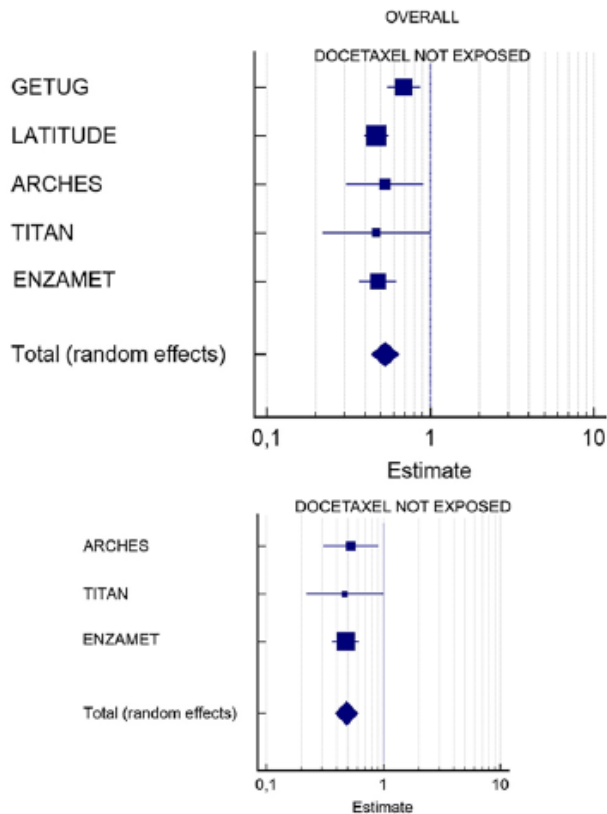 OVERALL
DOCETAXEL NOT EXPOSED
GETUG
LATITUDE
ARCHES
TITAN
ENZAMET
Total (random effects)
0,1 1 10
Estimate
DOCETAXEL NOT EXPOSED
ARCHES
TITAN
ENZAMET
Total (random effects)
0,1 1 10
Estimate